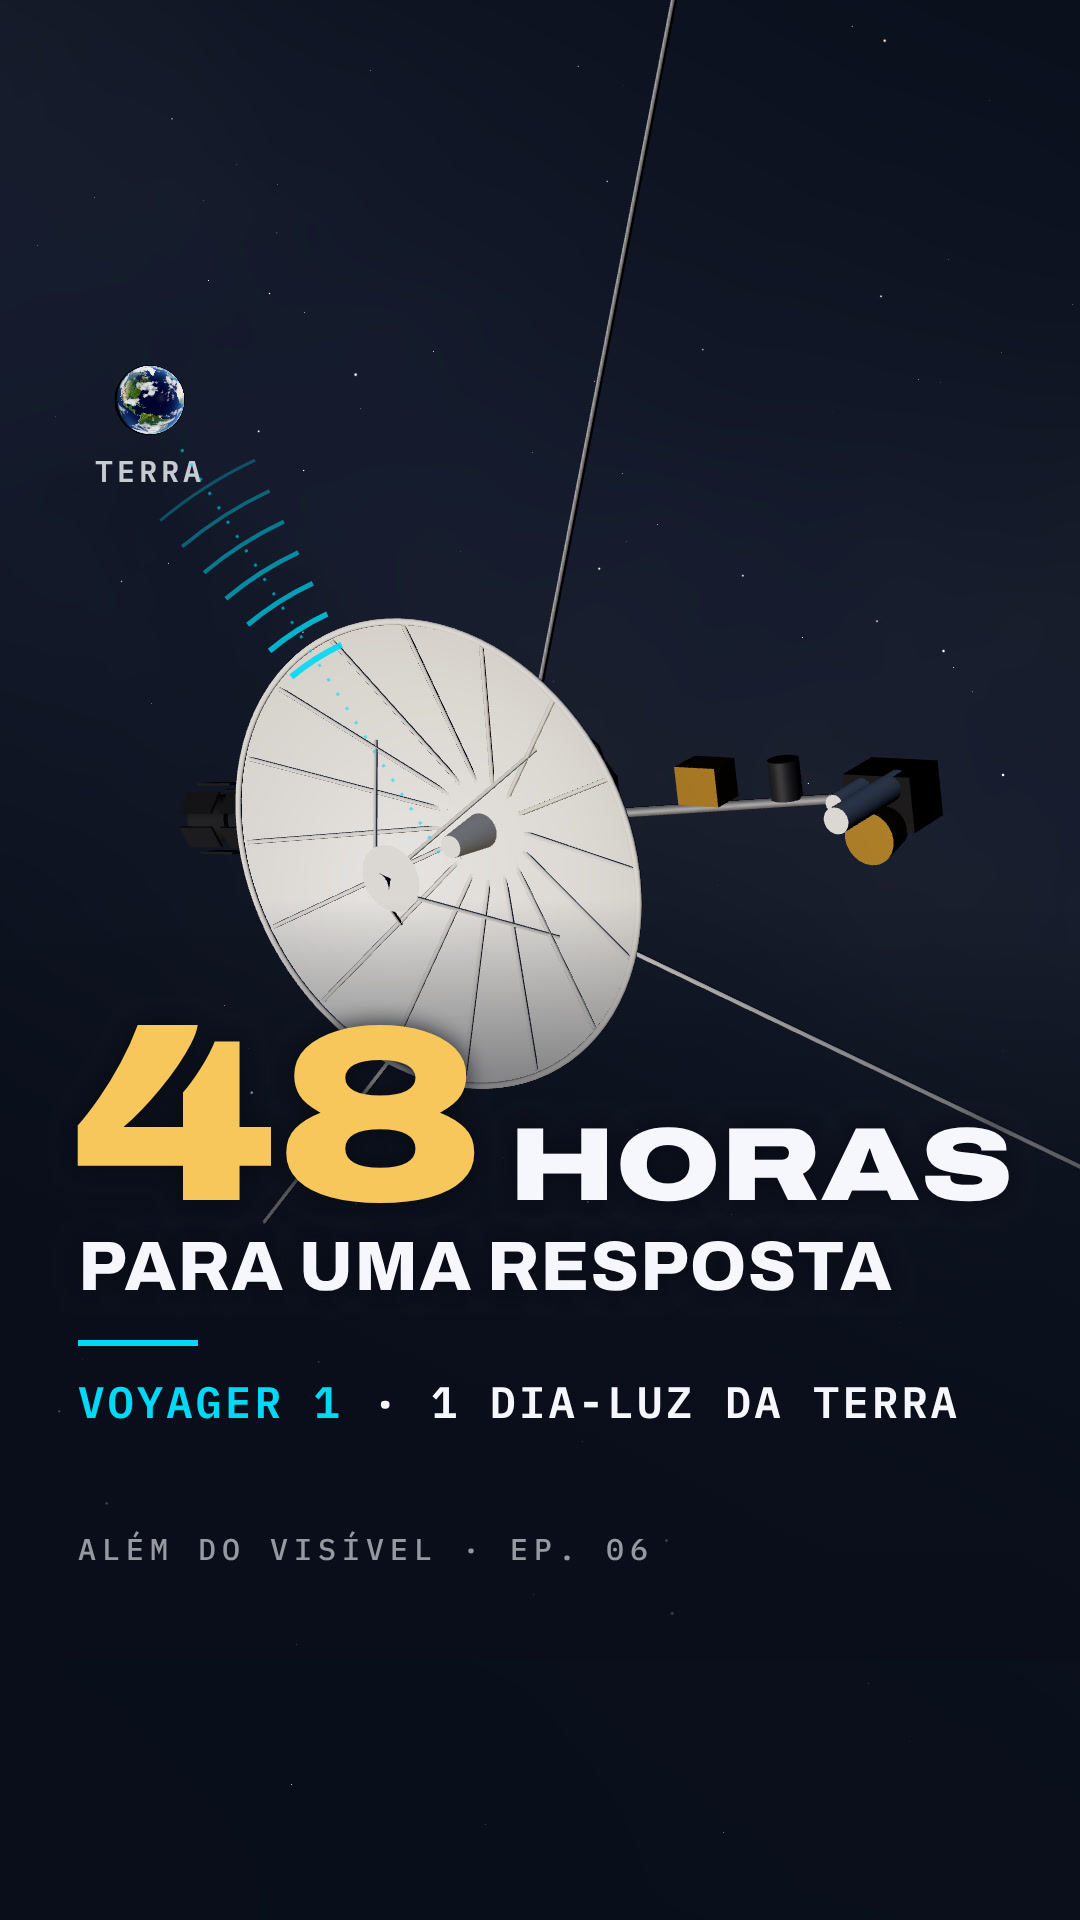 TERRA
48 HORAS
PARA UMA RESPOSTA
VOYAGER 1 · 1 DIA-LUZ DA TERRA
ALÉM DO VISÍVEL · EP. 06